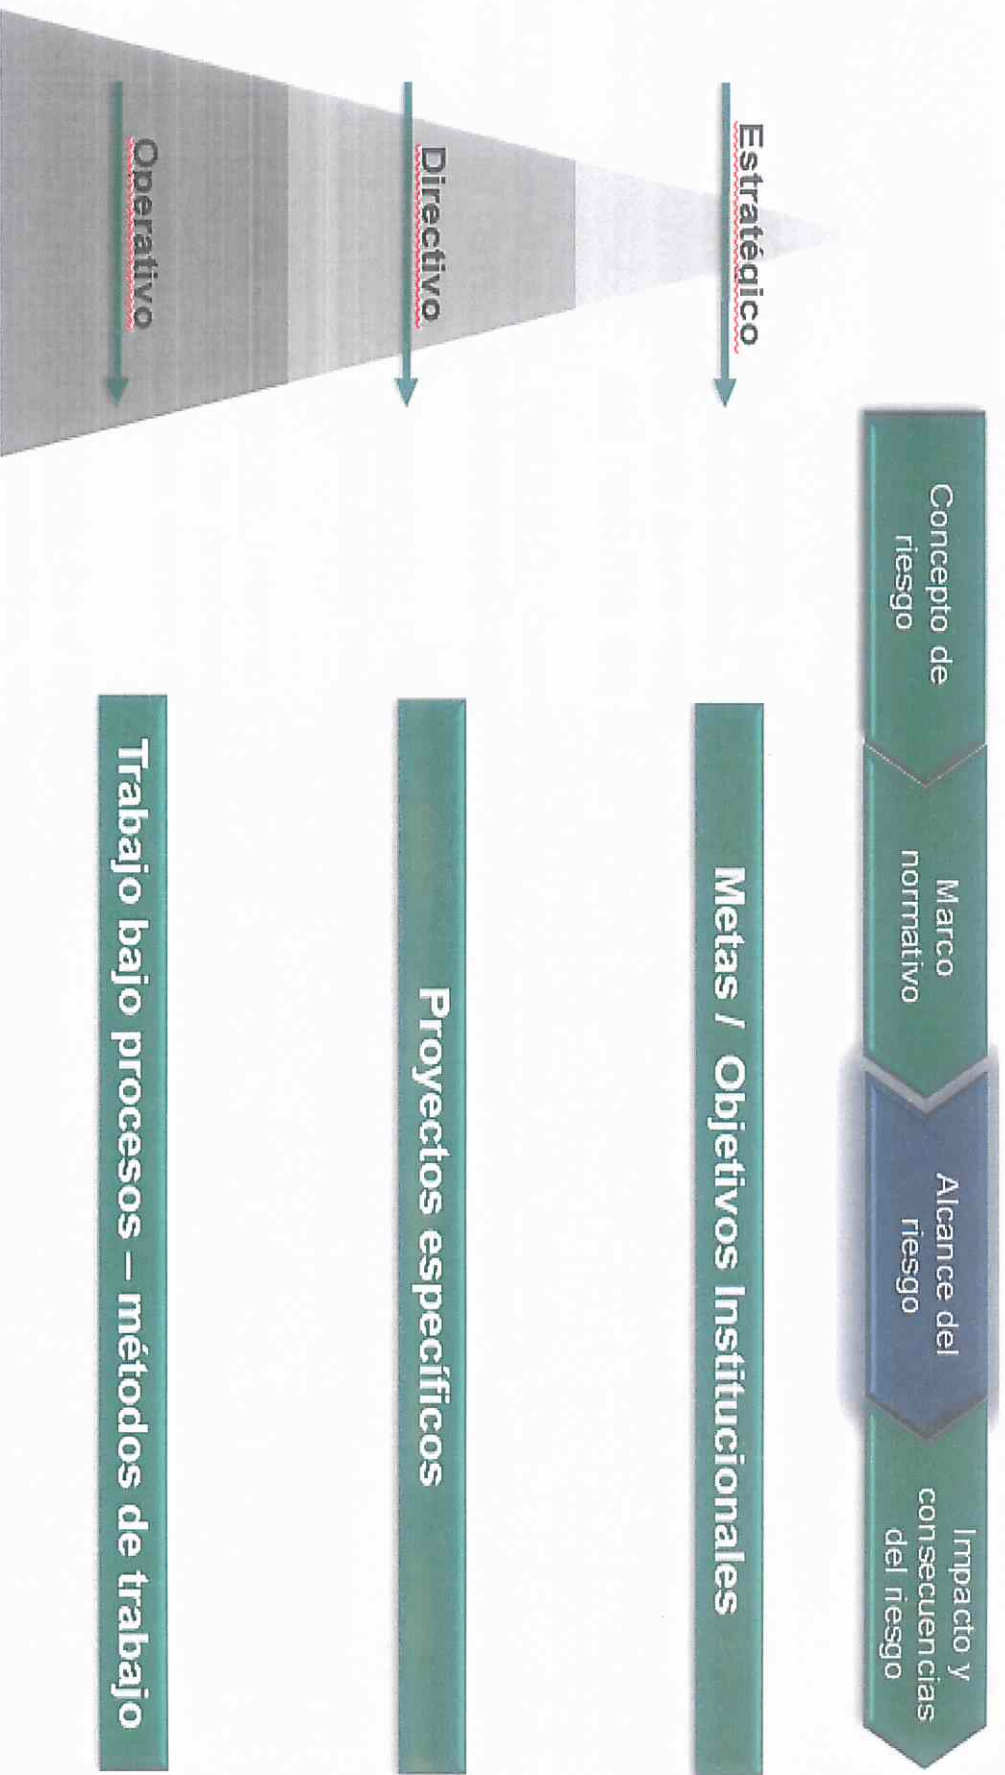 Concepto de
riesgo
Marco
normativo
Alcance del
riesgo
Impacto y
consecuencias
del riesgo
Estratégico
Metas / Objetivos Institucionales
Directivo
Proyectos específicos
Operativo
Trabajo bajo procesos – métodos de trabajo